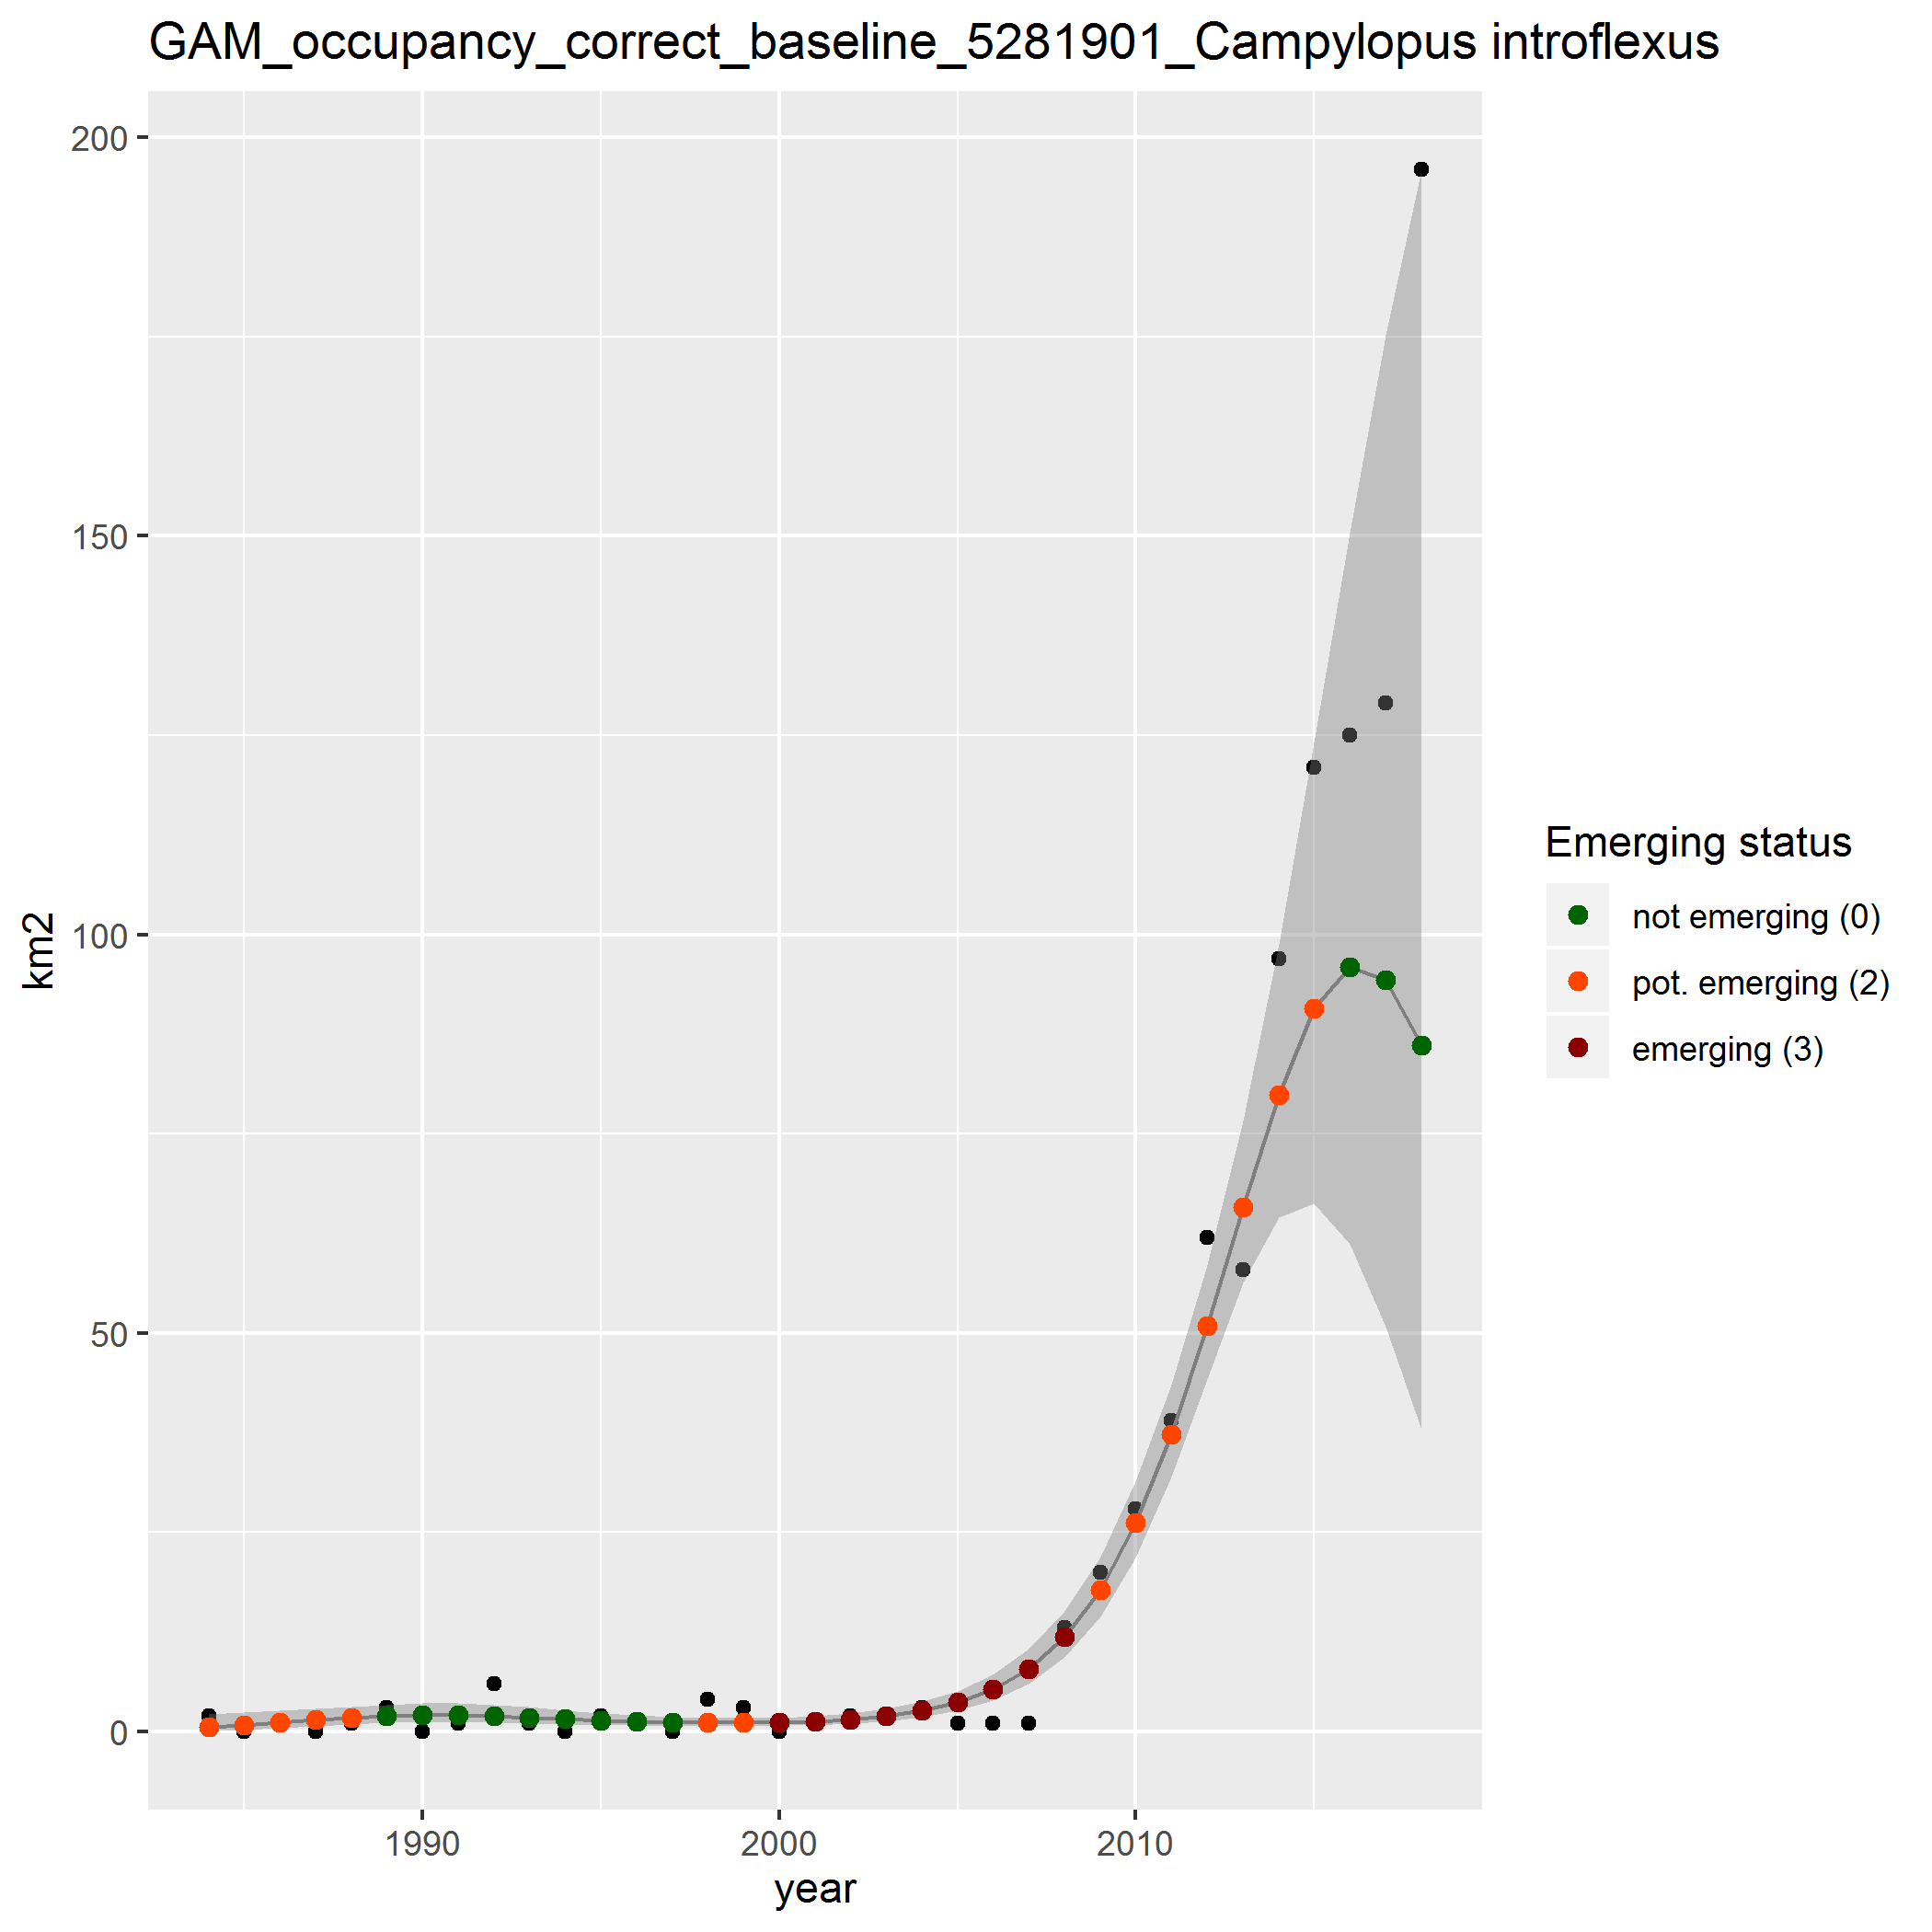 GAM_occupancy_correct_baseline_5281901_Campylopus introflexus
200
150
100
50
0
km2
1990
2000
2010
year
Emerging status
not emerging (0)
pot. emerging (2)
emerging (3)